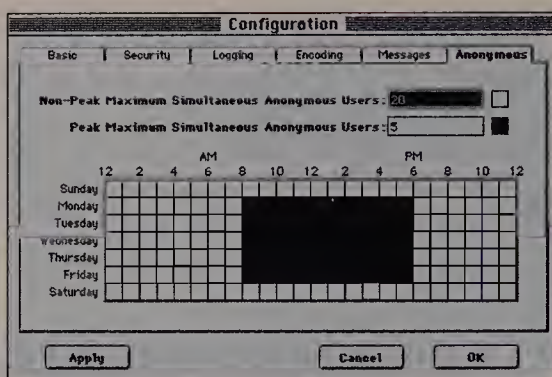 Configuration
Basic Security Logging Encoding Messages Anonymous
Non-Peak Maximum Simultaneous Anonymous Users: 20
Peak Maximum Simultaneous Anonymous Users: 5
AM PM
12 2 4 6 8 10 12 2 4 6 8 10 12
Sunday
Monday
Tuesday
Wednesday
Thursday
Friday
Saturday
Apply Cancel OK